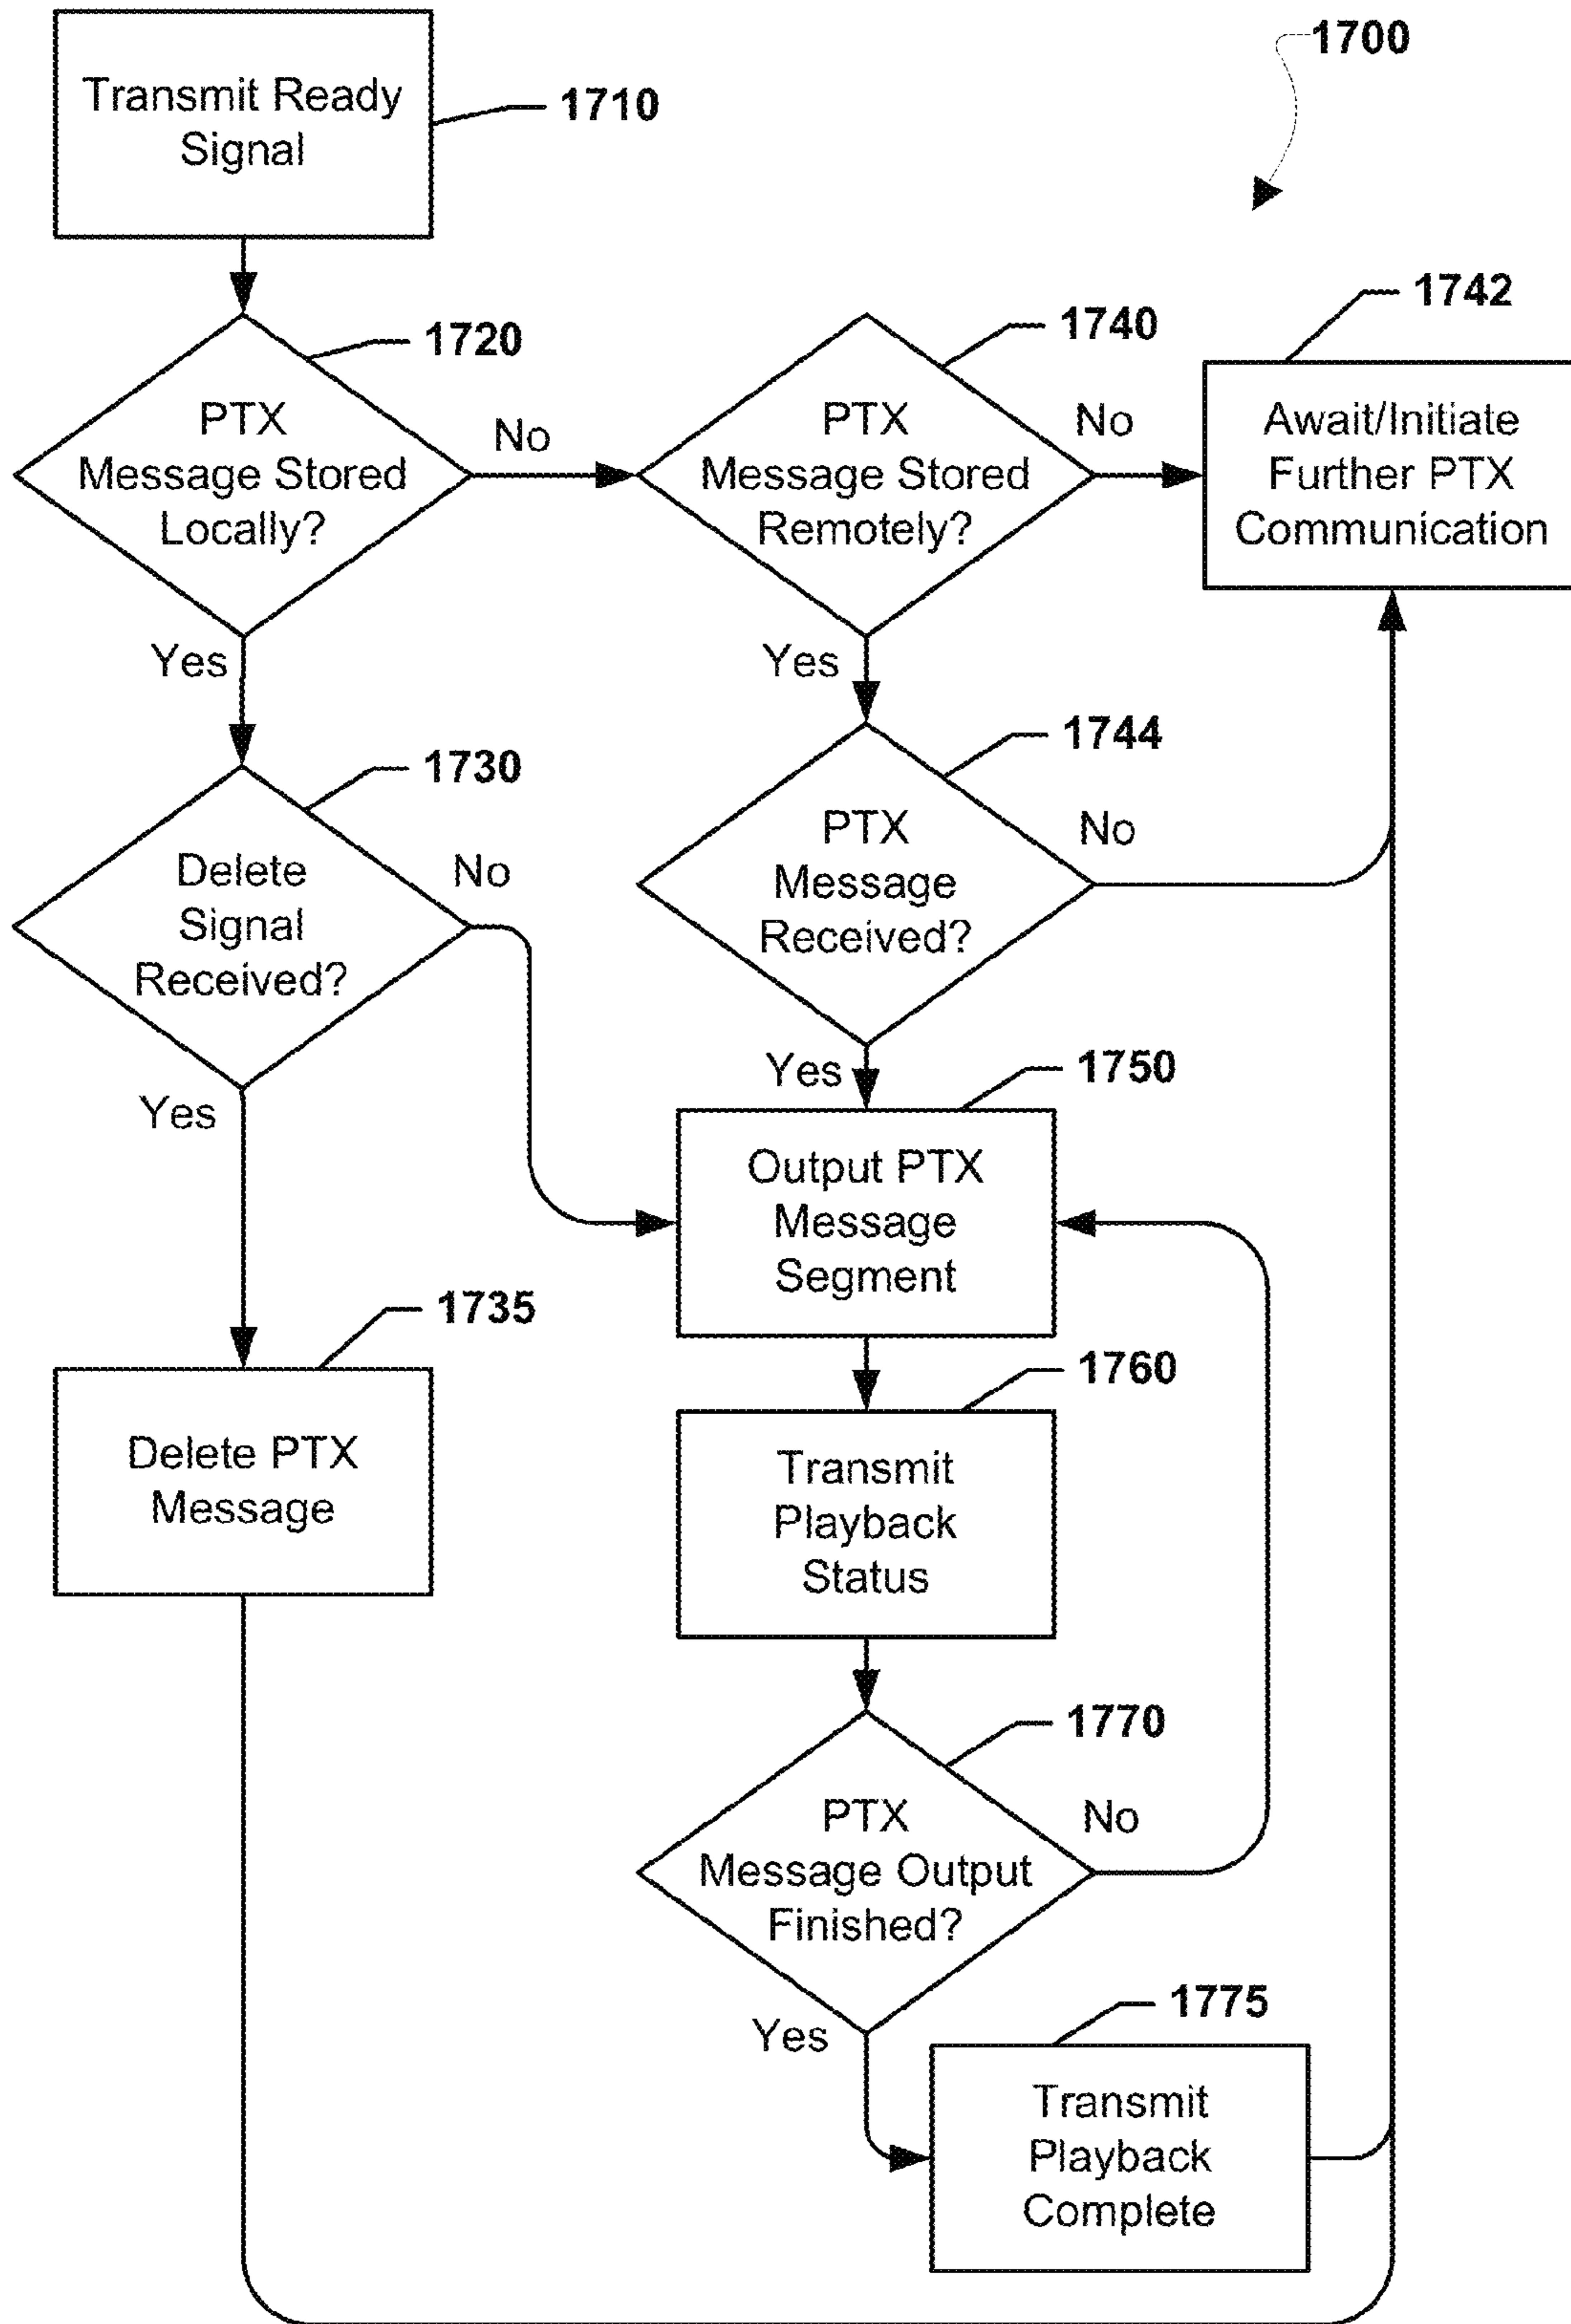 1700
Transmit Ready
Signal
1710
1720
PTX
Message Stored
Locally?
No
Yes
1740
PTX
Message Stored
Remotely?
No
Yes
1742
Await/Initiate
Further PTX
Communication
1730
Delete
Signal
Received?
No
Yes
1744
PTX
Message
Received?
No
Yes
1750
Output PTX
Message
Segment
1735
Delete PTX
Message
1760
Transmit
Playback
Status
1770
PTX
Message Output
Finished?
No
Yes
1775
Transmit
Playback
Complete